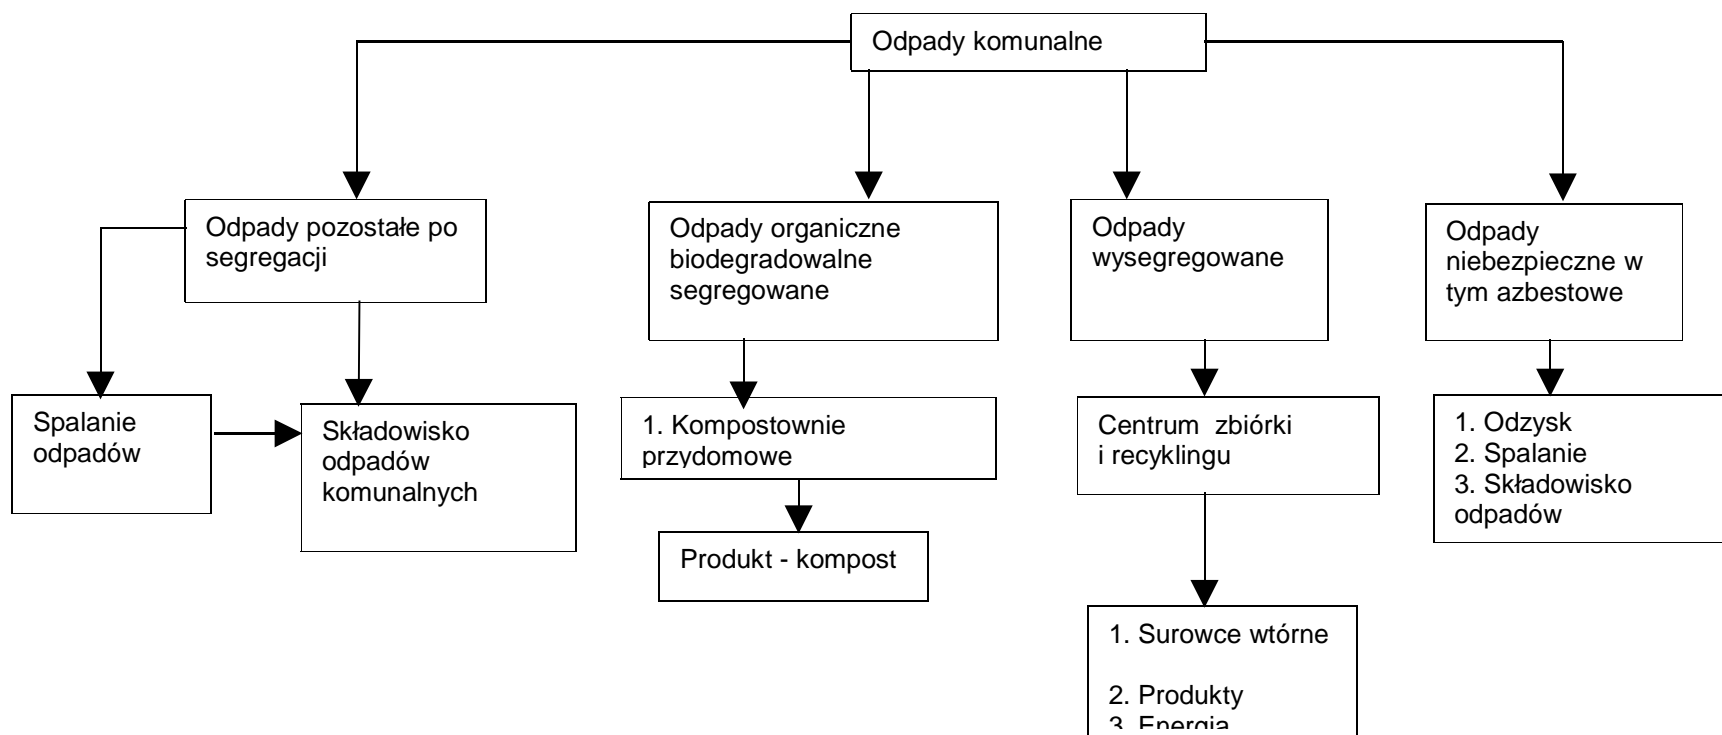 Odpady komunalne
Odpady pozostałe po
segregacji
Odpady organiczne
biodegradowalne
segregowane
Odpady
wysegregowane
Odpady
niebezpieczne w
tym azbestowe
Spalanie
odpadów
Składowisko
odpadów
komunalnych
1. Kompostownie
przydomowe
Centrum zbiórki
i recyklingu
1. Odzysk
2. Spalanie
3. Składowisko
odpadów
Produkt - kompost
1. Surowce wtórne
2. Produkty
3. Energia